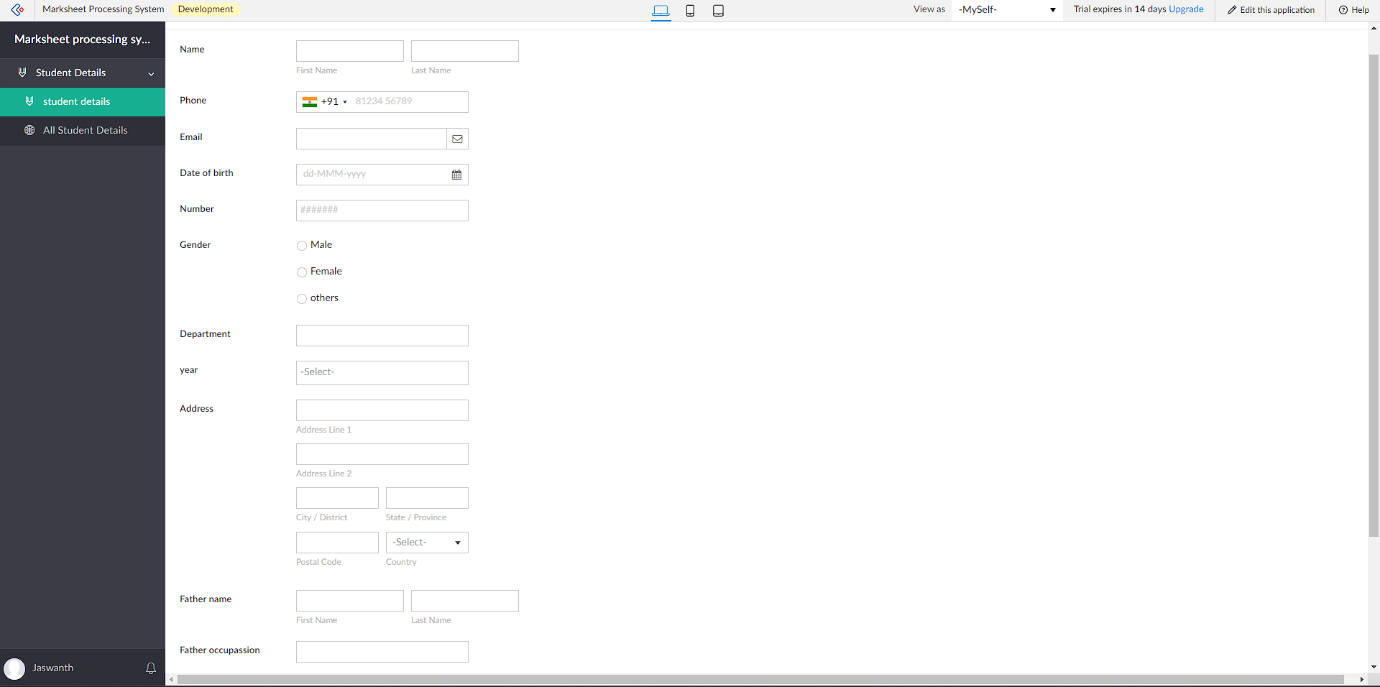 Marksheet Processing System Development View as -MySelf- Trial expires in 14 days Upgrade Edit this application Help
Marksheet processing sy...
Student Details
student details
All Student Details
Jaswanth
Name
First Name Last Name
Phone +91 81234 56789
Email
Date of birth dd-MMM-yyyy
Number #######
Gender Male
Female
others
Department
year -Select-
Address
Address Line 1
Address Line 2
City / District State / Province
-Select-
Postal Code Country
Father name
First Name Last Name
Father occupassion